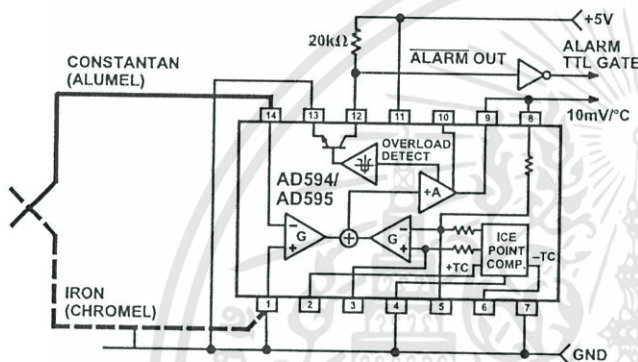 +5V
20kΩ
CONSTANTAN
(ALUMEL)
ALARM OUT
ALARM
TTL GATE
10mV/°C
14 13 12 11 10 9 8
OVERLOAD
DETECT
AD594/
AD595
+A
G
G
ICE
POINT
COMP.
+TC
–TC
IRON
(CHROMEL)
1 2 3 4 5 6 7
GND